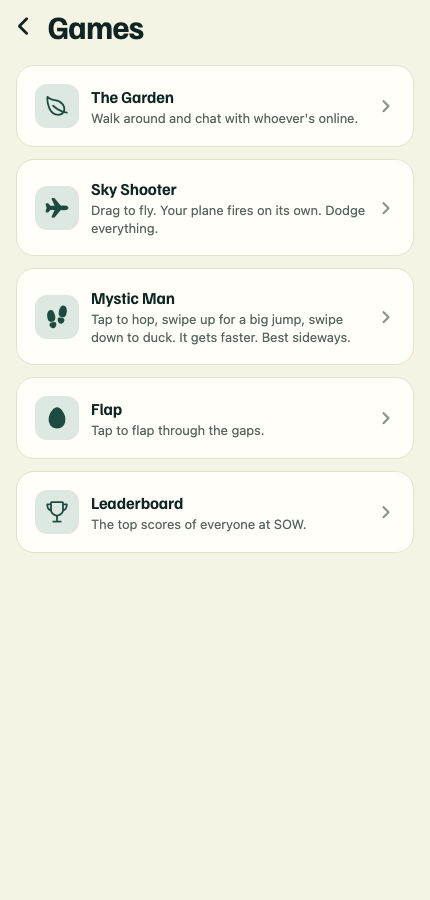 Games
The Garden
Walk around and chat with whoever's online.
Sky Shooter
Drag to fly. Your plane fires on its own. Dodge
everything.
Mystic Man
Tap to hop, swipe up for a big jump, swipe
down to duck. It gets faster. Best sideways.
Flap
Tap to flap through the gaps.
Leaderboard
The top scores of everyone at SOW.